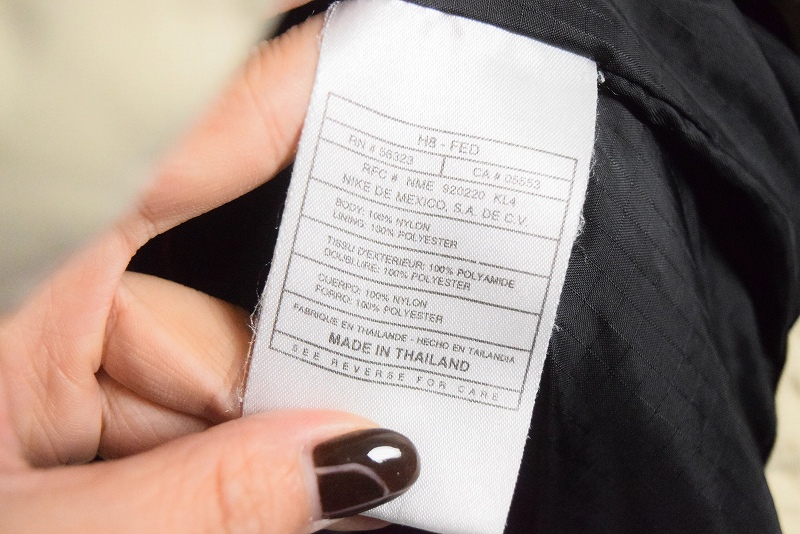 H8 - FED
RN # 56323 CA # 05553
RFC # NME 920220 KL4
NIKE DE MEXICO, S.A. DE C.V.
BODY: 100% NYLON
LINING: 100% POLYESTER
TISSU D'EXTERIEUR: 100% POLYAMIDE
DOUBLURE: 100% POLYESTER
CUERPO: 100% NYLON
FORRO: 100% POLYESTER
FABRIQUE EN THAILANDE - HECHO EN TAILANDIA
MADE IN THAILAND
SEE REVERSE FOR CARE